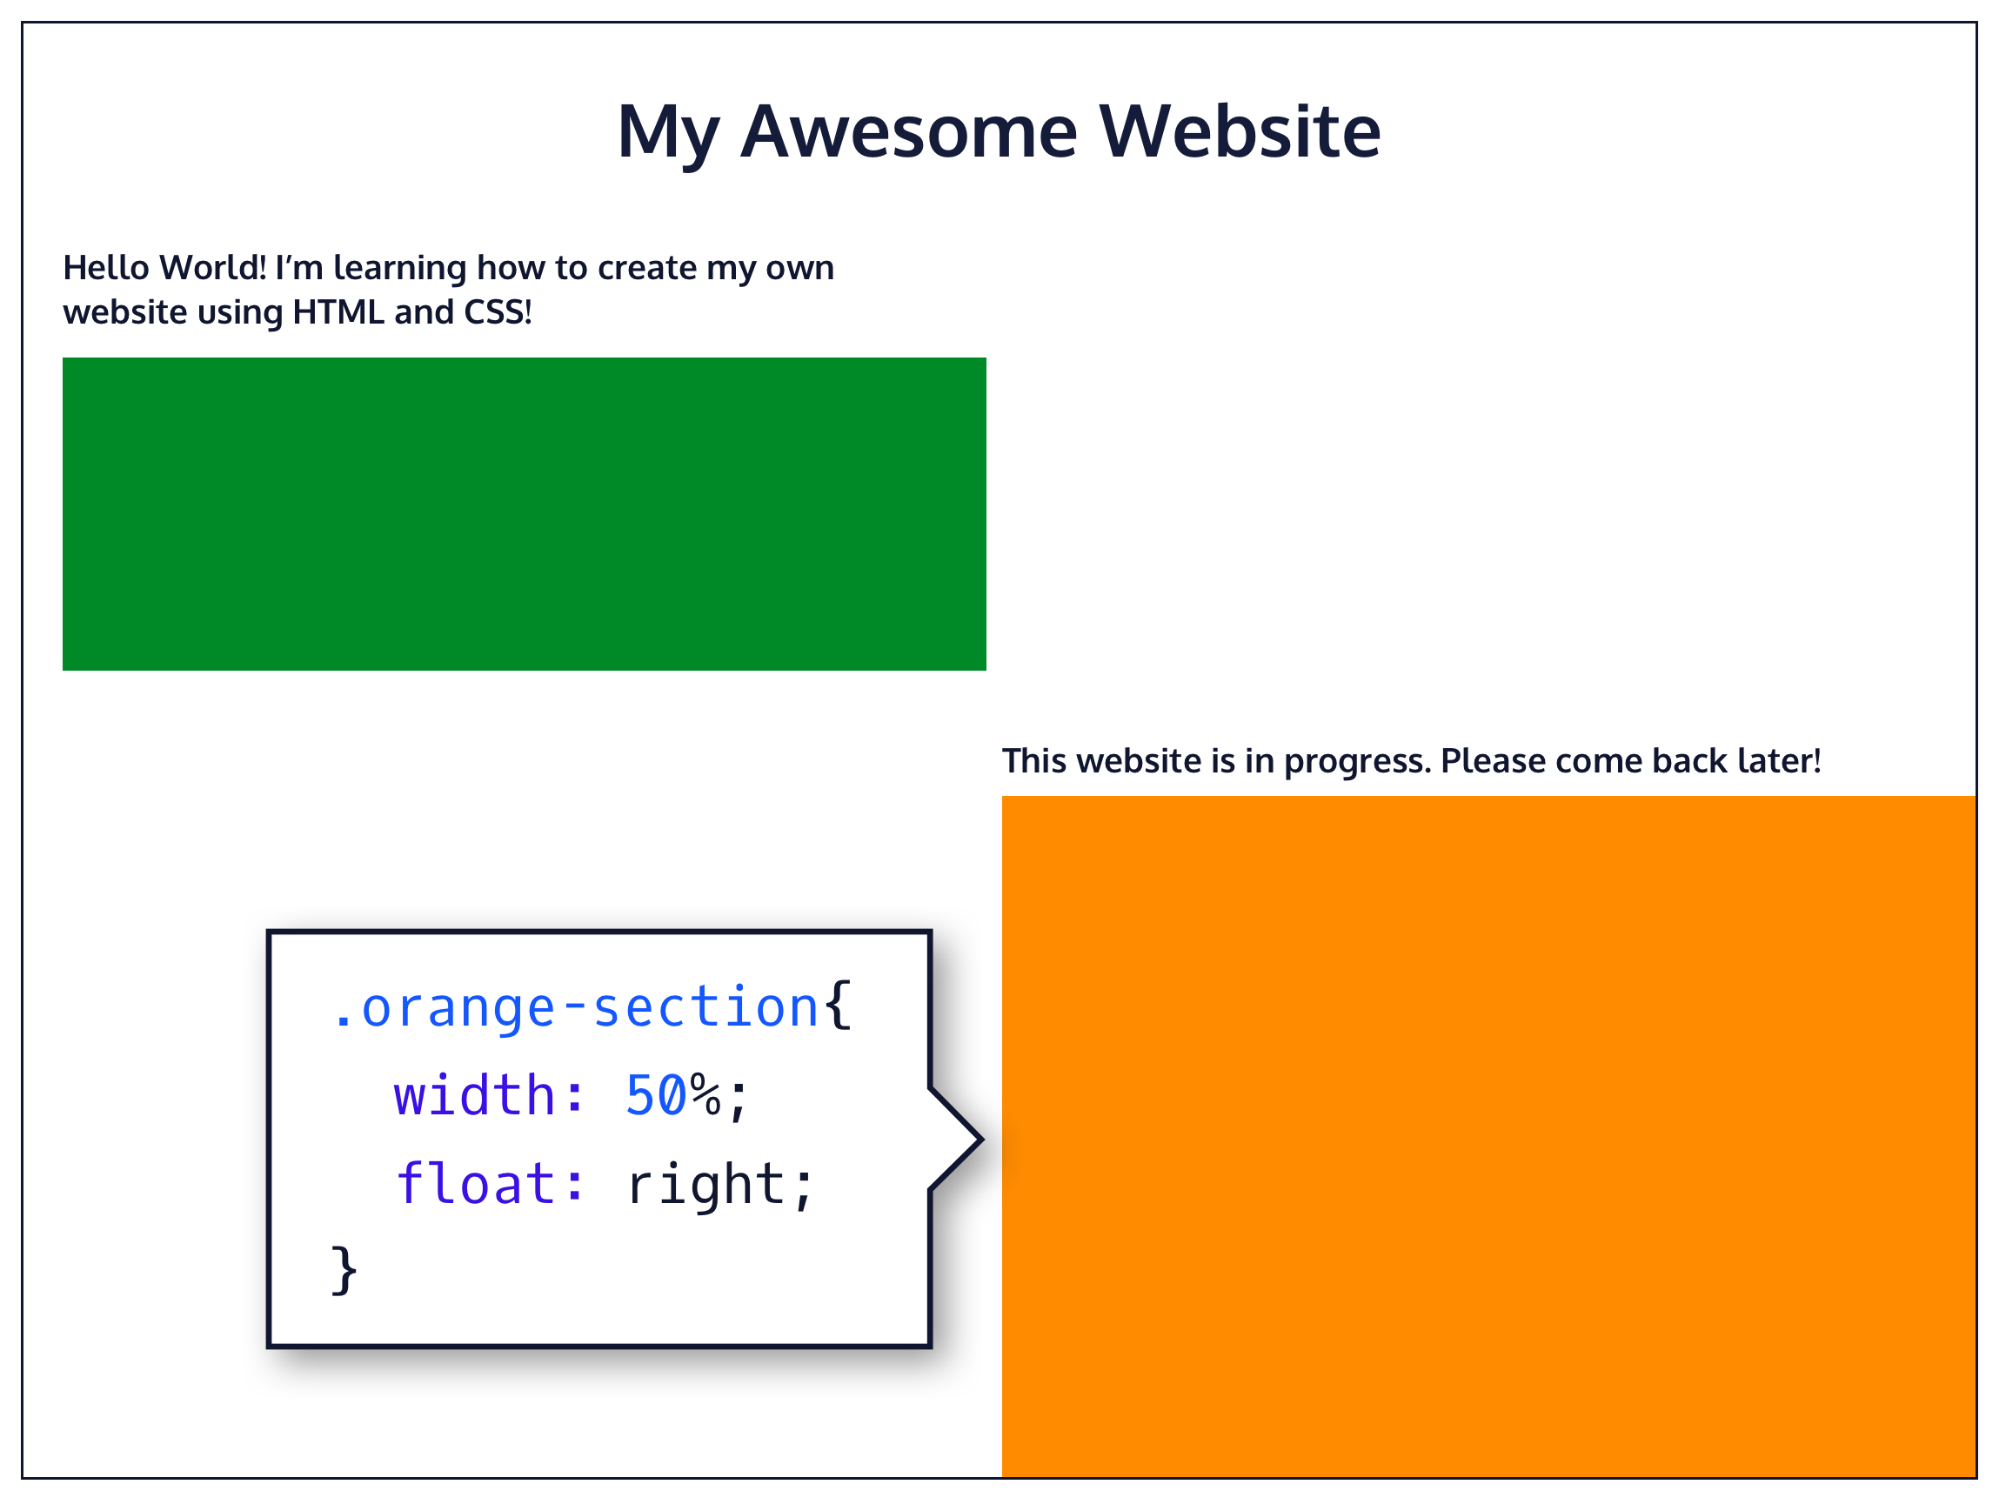 My Awesome Website
Hello World! I’m learning how to create my own
website using HTML and CSS!
This website is in progress. Please come back later!
.orange-section{
width: 50%;
float: right;
}